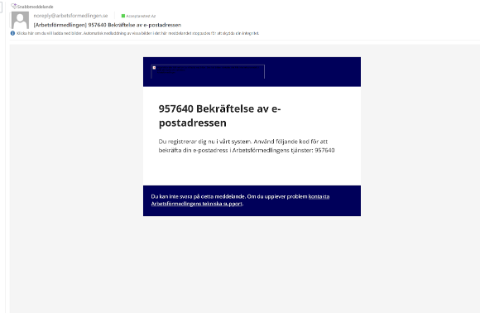 noreply@arbetsformedlingen.se
[Arbetsförmedlingen] 957640 Bekräftelse av e-postadressen
957640 Bekräftelse av e-
postadressen
Du registrerar dig nu i vårt system. Använd följande kod för att
bekräfta din e-postadress i Arbetsförmedlingens tjänster: 957640
Du kan inte svara på detta meddelande. Om du upplever problem kontakta
Arbetsförmedlingens tekniska support.